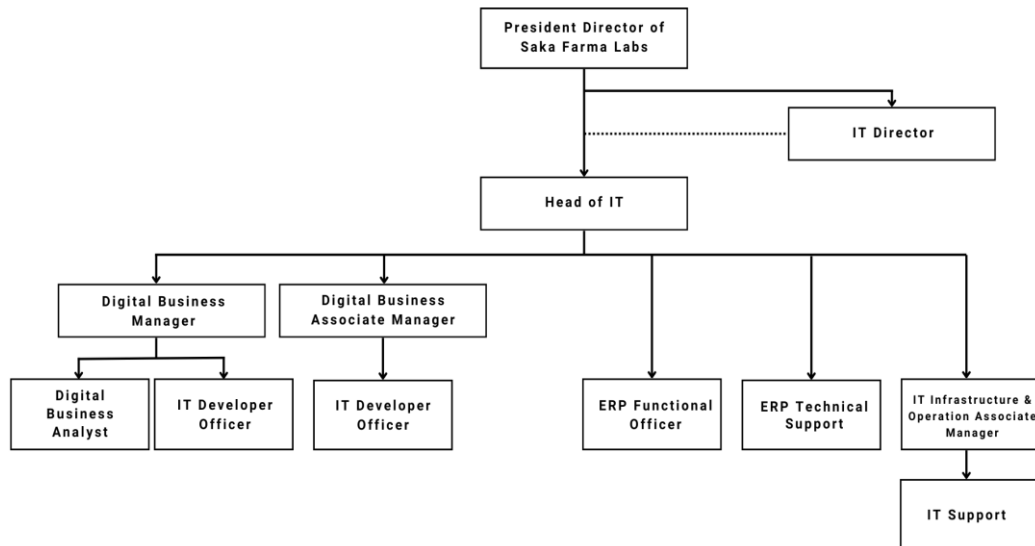 President Director of
Saka Farma Labs
IT Director
Head of IT
Digital Business
Manager
Digital Business
Associate Manager
Digital
Business
Analyst
IT Developer
Officer
IT Developer
Officer
ERP Functional
Officer
ERP Technical
Support
IT Infrastructure &
Operation Associate
Manager
IT Support